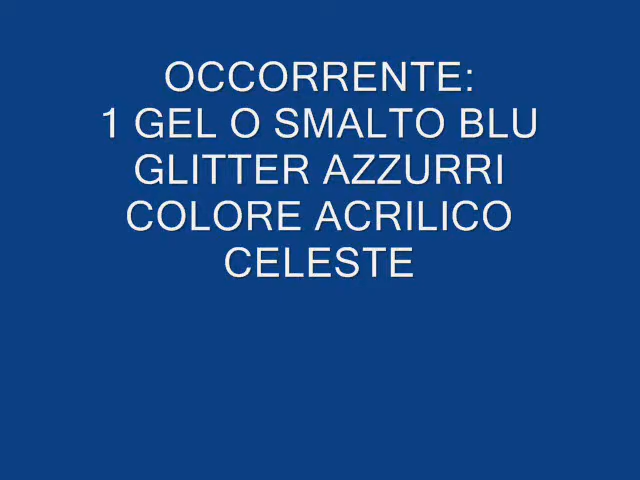 OCCORRENTE:
1 GEL O SMALTO BLU
GLITTER AZZURRI
COLORE ACRILICO
CELESTE